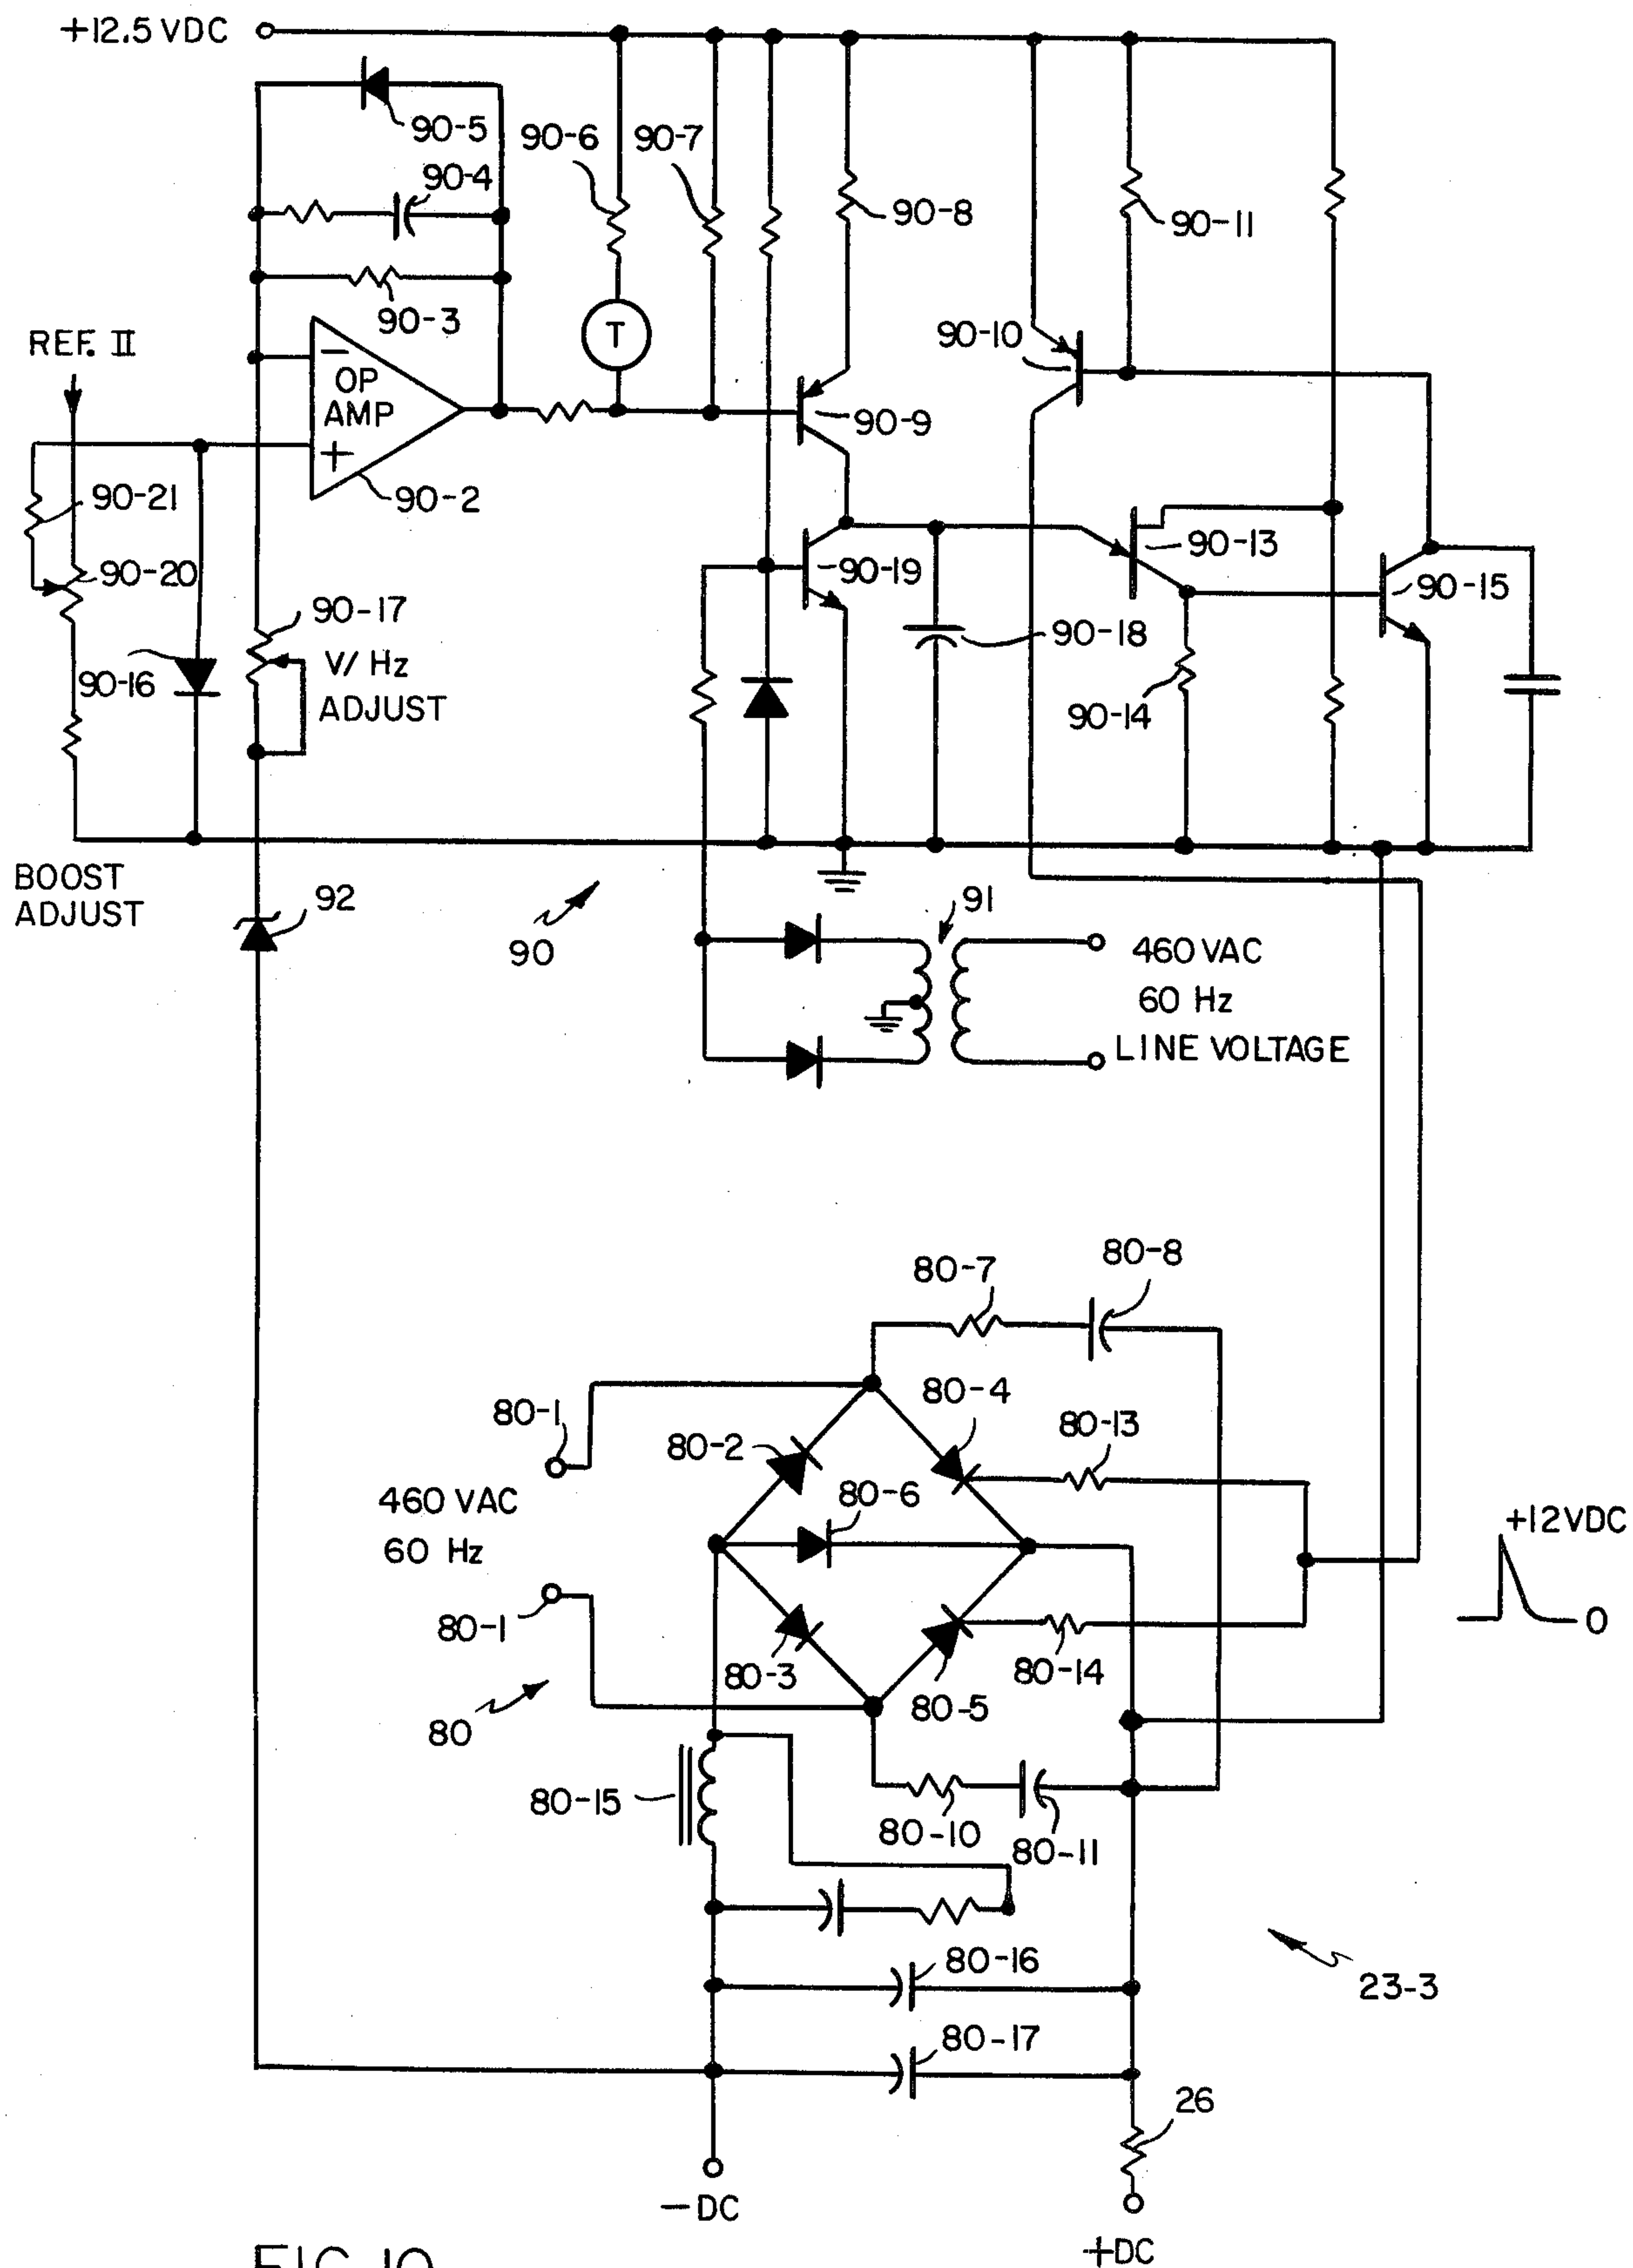 +12.5 VDC
90-5
90-6
90-7
90-4
90-8
90-11
90-3
REF. II
90-10
-
OP
AMP
+
T
90-9
90-2
90-21
90-13
90-20
90-19
90-15
90-17
90-18
V/Hz
ADJUST
90-16
90-14
BOOST
ADJUST
92
91
90
460 VAC
60 Hz
LINE VOLTAGE
80-8
80-7
80-4
80-1
80-13
80-2
80-6
460 VAC
60 Hz
+12VDC
80-1
0
80-3
80-14
80-5
80
80-15
80-10
80-11
80-16
23-3
80-17
26
-DC
+DC
FIG. 10